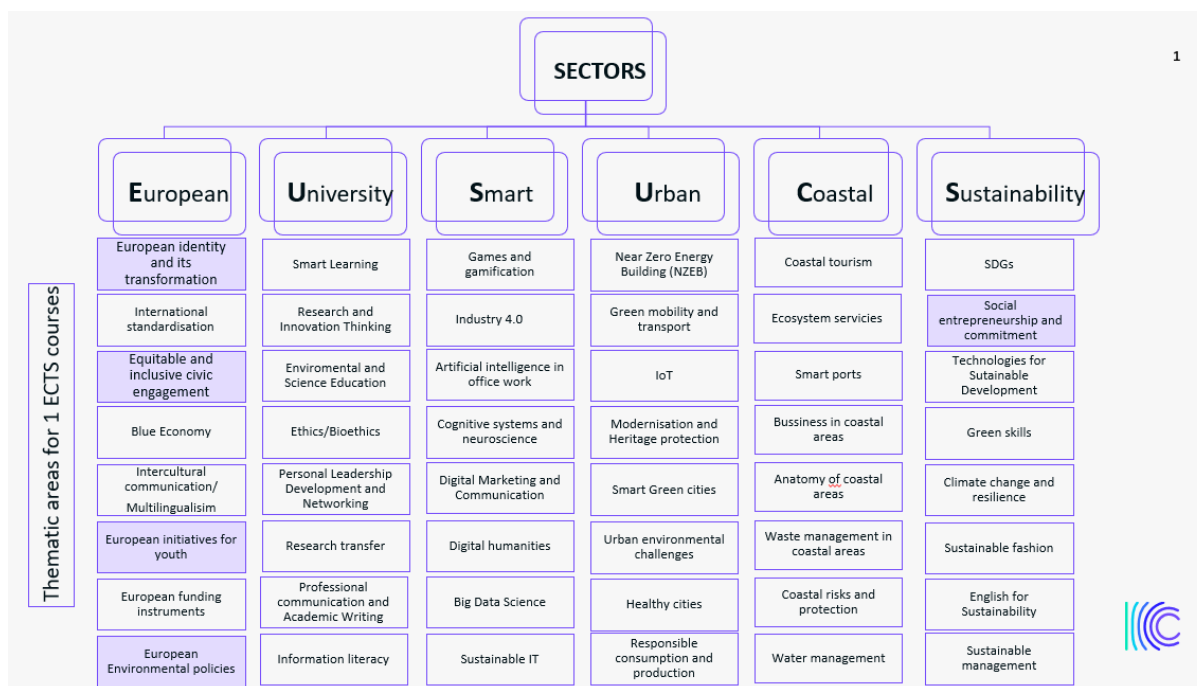 1
SECTORS
European
University
Smart
Urban
Coastal
Sustainability
Thematic areas for 1 ECTS courses
European identity
and its
transformation
International
standardisation
Equitable and
inclusive civic
engagement
Blue Economy
Intercultural
communication/
Multilingualisim
European initiatives for
youth
European funding
instruments
European
Environmental policies
Smart Learning
Research and
Innovation Thinking
Enviromental and
Science Education
Ethics/Bioethics
Personal Leadership
Development and
Networking
Research transfer
Professional
communication and
Academic Writing
Information literacy
Games and
gamification
Industry 4.0
Artificial intelligence in
office work
Cognitive systems and
neuroscience
Digital Marketing and
Communication
Digital humanities
Big Data Science
Sustainable IT
Near Zero Energy
Building (NZEB)
Green mobility and
transport
IoT
Modernisation and
Heritage protection
Smart Green cities
Urban environmental
challenges
Healthy cities
Responsible
consumption and
production
Coastal tourism
Ecosystem servicies
Smart ports
Bussiness in coastal
areas
Anatomy of coastal
areas
Waste management in
coastal areas
Coastal risks and
protection
Water management
SDGs
Social
entrepreneurship and
commitment
Technologies for
Sutainable
Development
Green skills
Climate change and
resilience
Sustainable fashion
English for
Sustainability
Sustainable
management